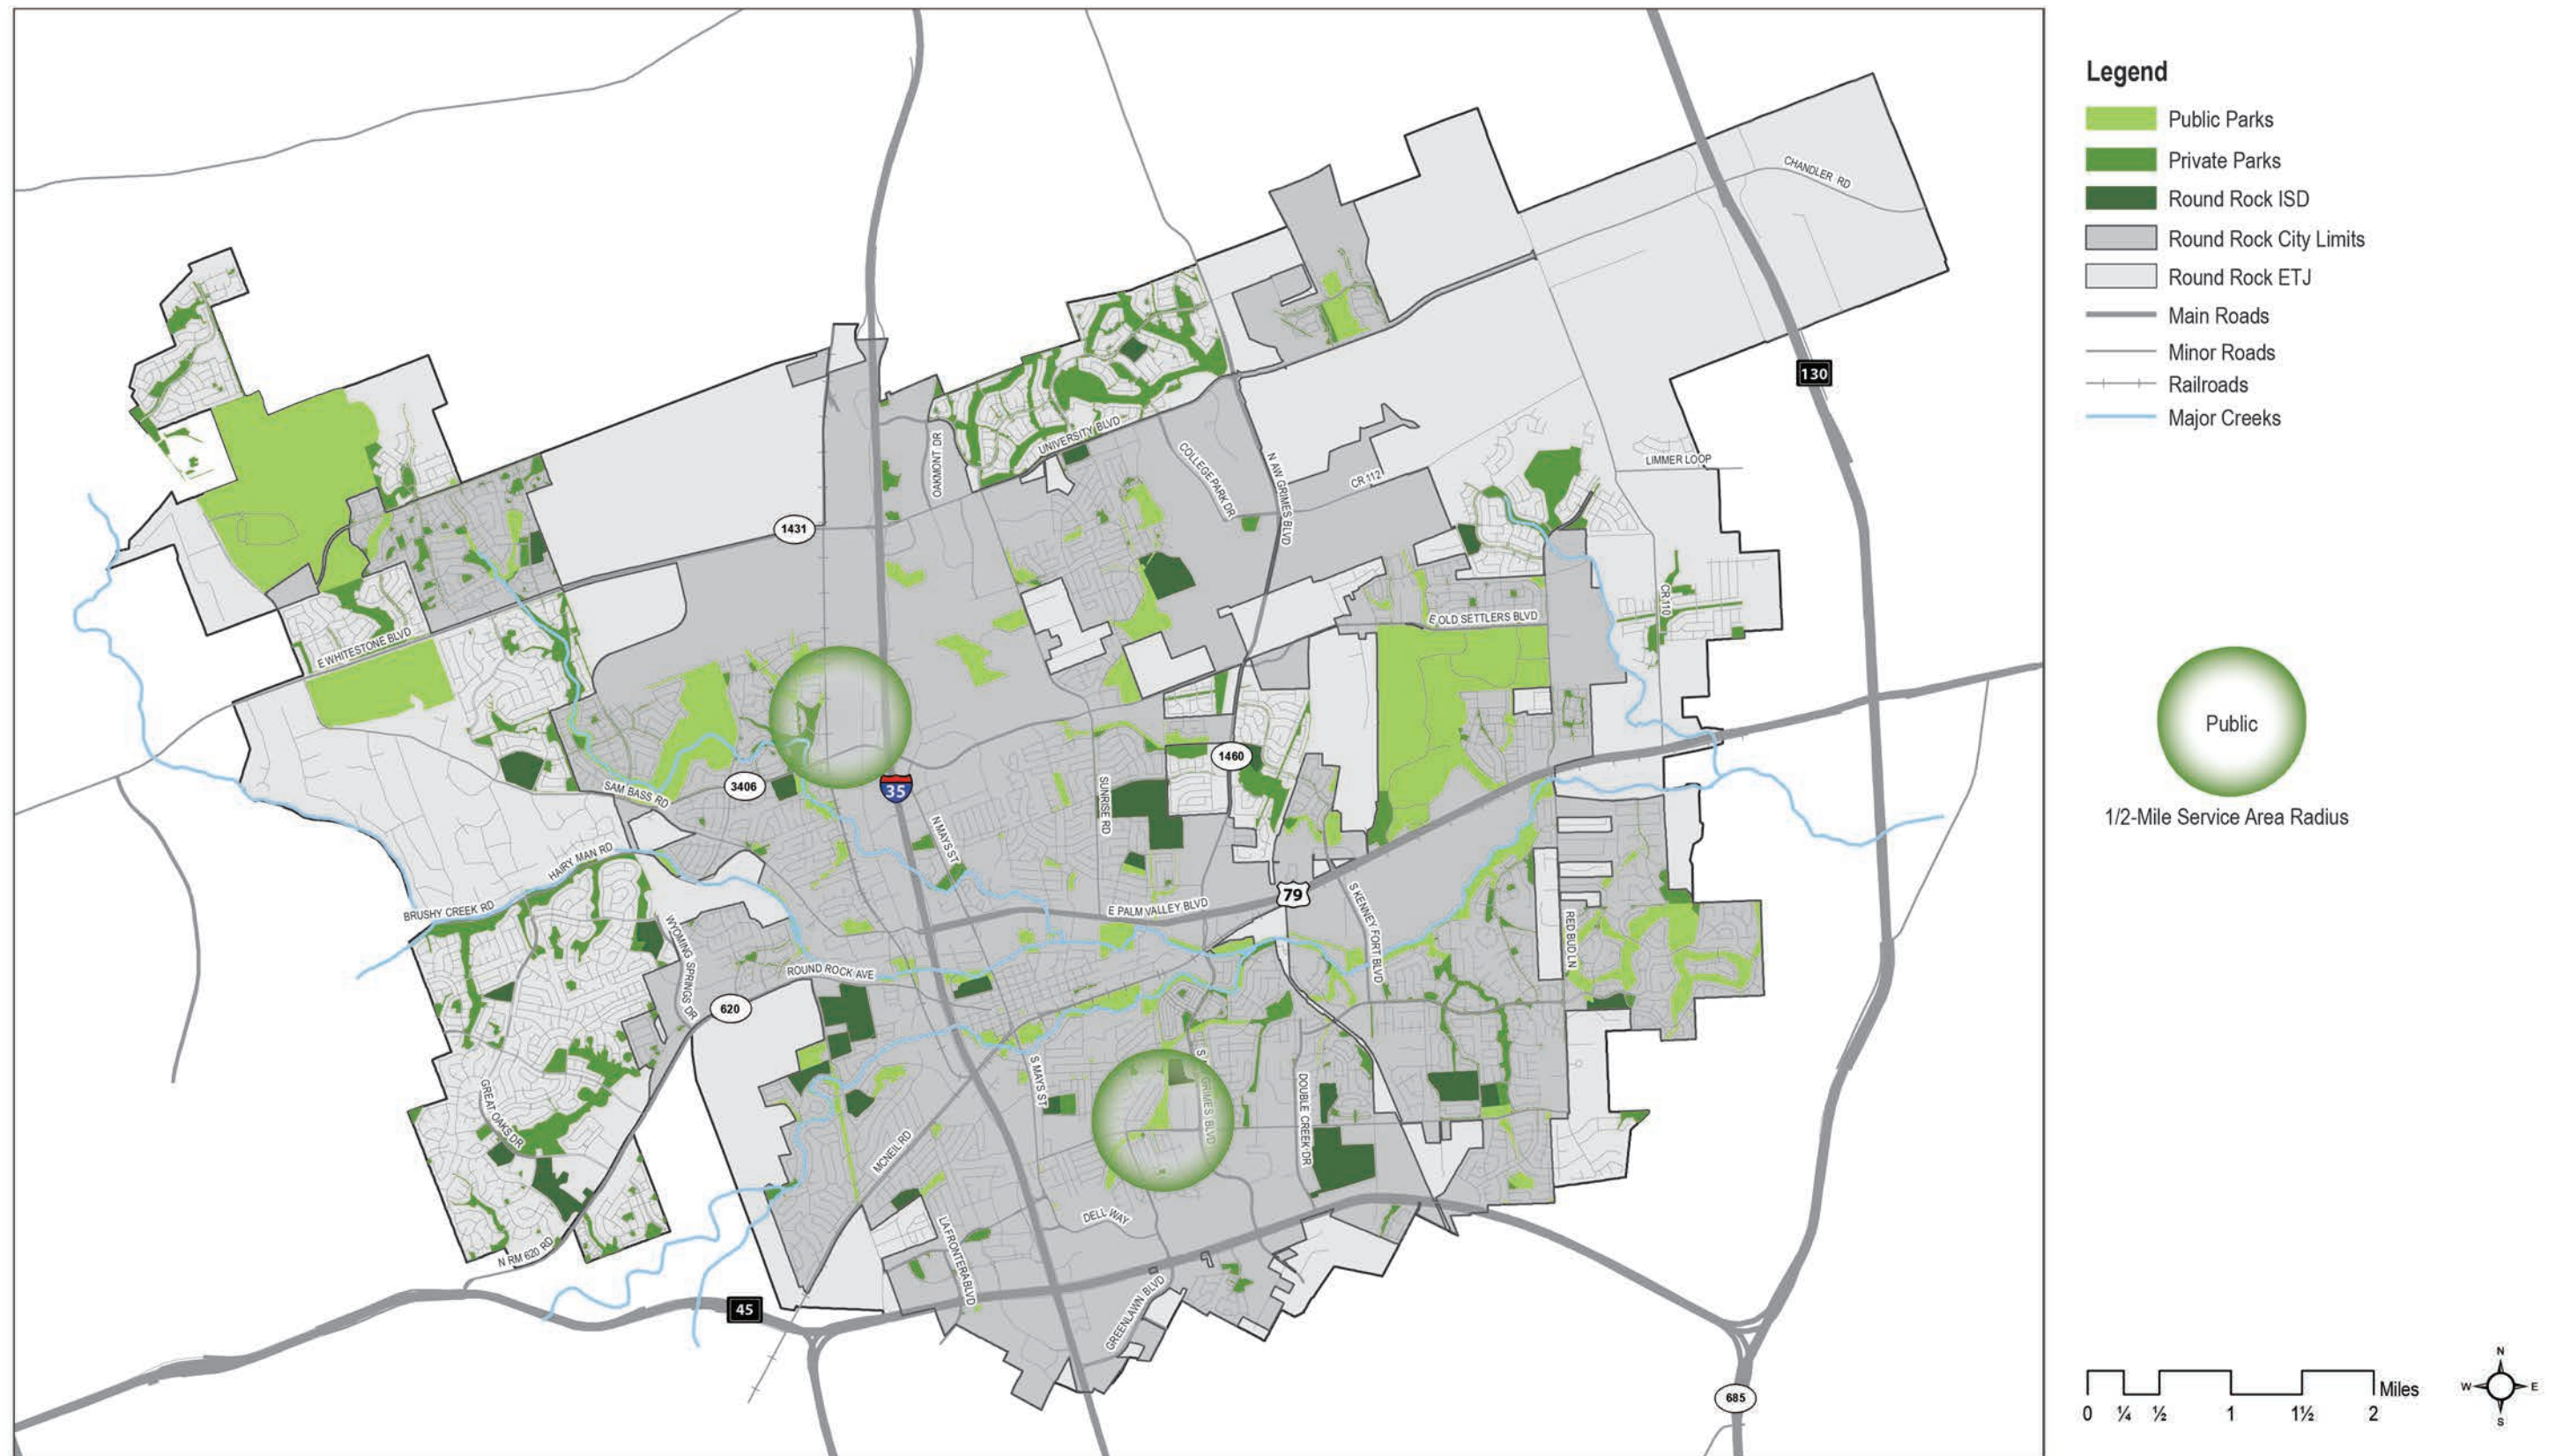 Legend
Public Parks
Private Parks
Round Rock ISD
Round Rock City Limits
Round Rock ETJ
Main Roads
Minor Roads
Railroads
Major Creeks
Public
1/2-Mile Service Area Radius
Miles
0 ¼ ½ 1 1½ 2
N
W E
S
CHANDLER RD
130
OAKMONT DR
UNIVERSITY BLVD
COLLEGE PARK DR
N AW GRIMES BLVD
CR 112
LIMMER LOOP
1431
E OLD SETTLERS BLVD
CR 110
E WHITESTONE BLVD
1460
3406
35
SAM BASS RD
SUNRISE RD
N MAYS ST
HAIRY MAN RD
BRUSHY CREEK RD
79
E PALM VALLEY BLVD
S KENNEY FORT BLVD
RED BUD LN
WYOMING SPRINGS DR
ROUND ROCK AVE
620
S MAYS ST
GRIMES BLVD
DOUBLE CREEK DR
GREAT OAKS DR
MCNEIL RD
DELL WAY
LA FRONTERA BLVD
N RM 620 RD
GREENLAWN BLVD
45
685